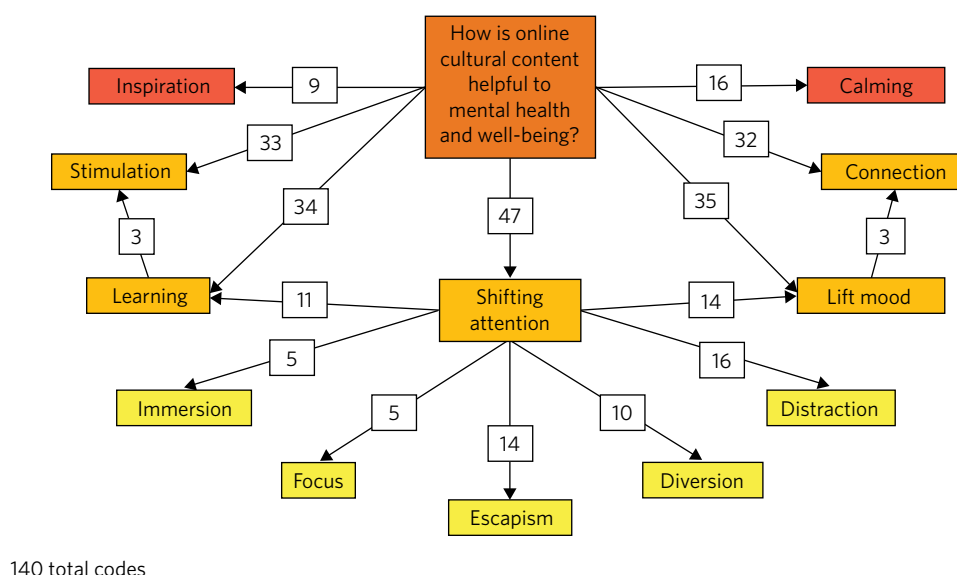 How is online
cultural content
helpful to
mental health
and well-being?
Inspiration
9
16
Calming
33
32
Stimulation
Connection
34
47
35
3
3
Learning
11
Shifting
attention
14
Lift mood
5
16
Immersion
5
14
10
Distraction
Focus
Diversion
Escapism
140 total codes